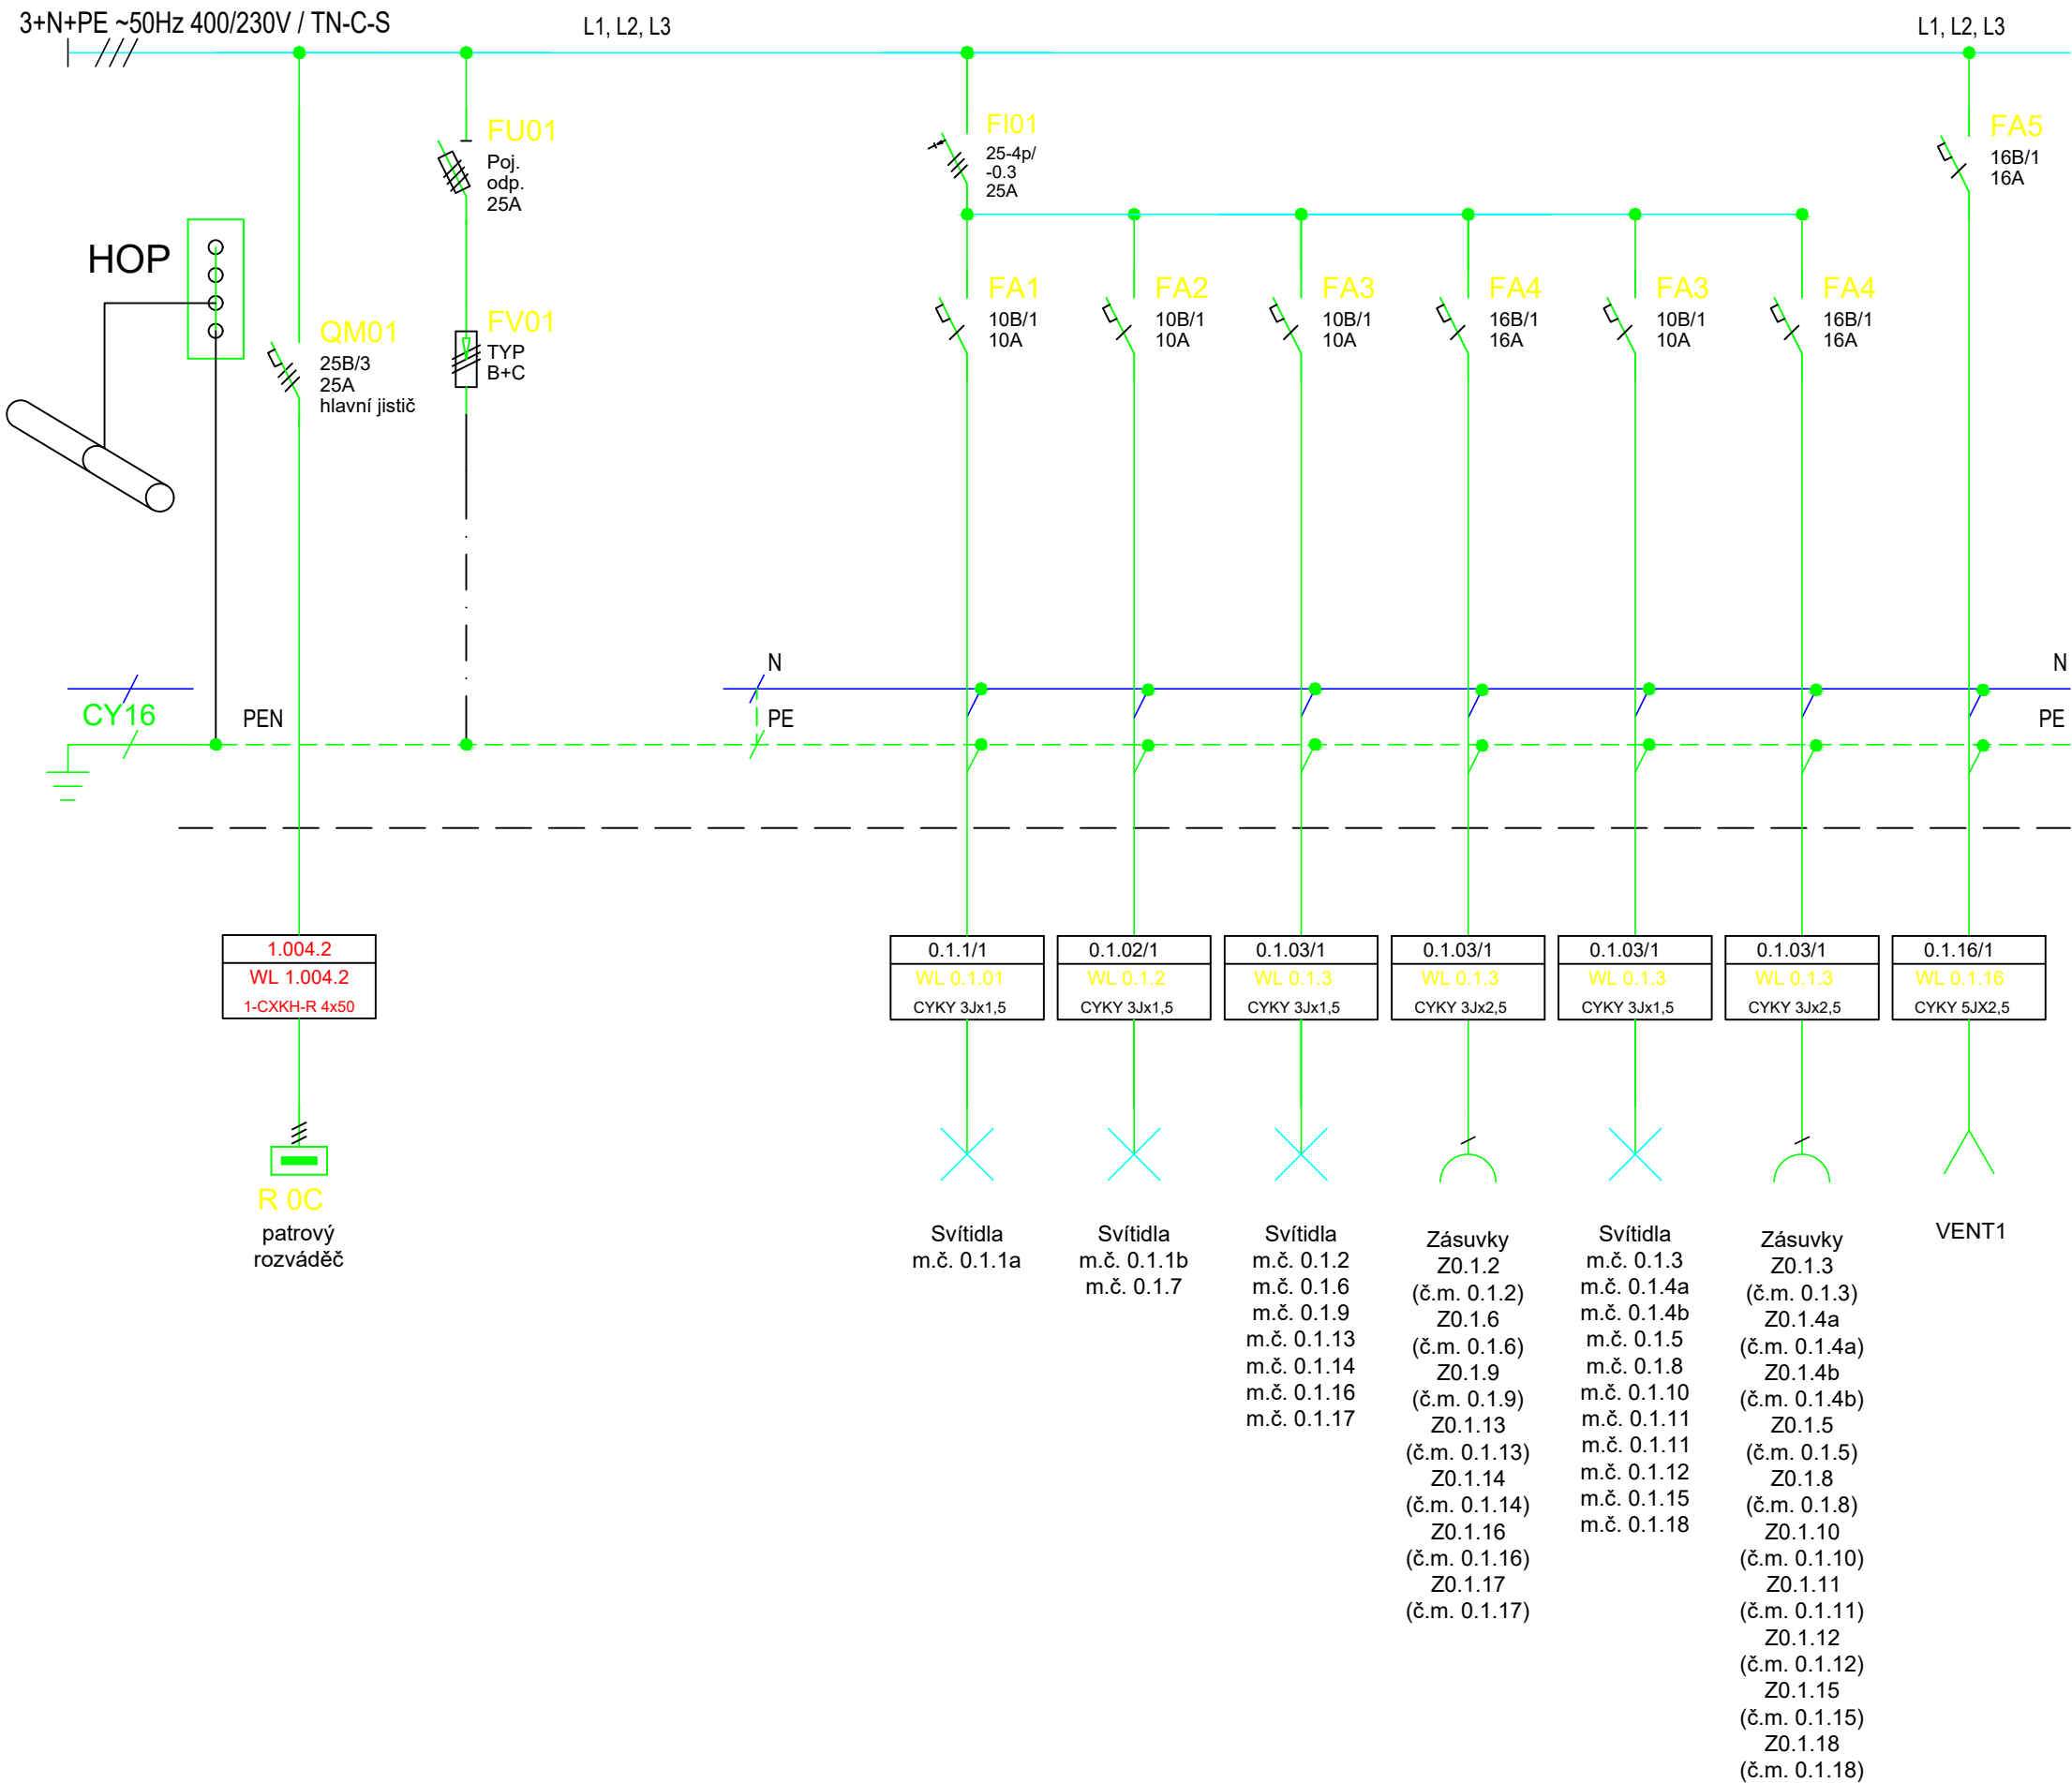 3+N+PE ~50Hz 400/230V / TN-C-S
L1, L2, L3
L1, L2, L3
FU01
Poj.
odp.
25A
FI01
25-4p/
-0.3
25A
FA5
16B/1
16A
HOP
QM01
25B/3
25A
hlavní jistič
FV01
TYP
B+C
FA1
10B/1
10A
FA2
10B/1
10A
FA3
10B/1
10A
FA4
16B/1
16A
FA3
10B/1
10A
FA4
16B/1
16A
N
N
CY16
PEN
PE
PE
1.004.2
WL 1.004.2
1-CXKH-R 4x50
0.1.1/1
WL 0.1.01
CYKY 3Jx1,5
0.1.02/1
WL 0.1.2
CYKY 3Jx1,5
0.1.03/1
WL 0.1.3
CYKY 3Jx1,5
0.1.03/1
WL 0.1.3
CYKY 3Jx2,5
0.1.03/1
WL 0.1.3
CYKY 3Jx1,5
0.1.03/1
WL 0.1.3
CYKY 3Jx2,5
0.1.16/1
WL 0.1.16
CYKY 5JX2,5
R 0C
patrový
rozváděč
Svítidla
m.č. 0.1.1a
Svítidla
m.č. 0.1.1b
m.č. 0.1.7
Svítidla
m.č. 0.1.2
m.č. 0.1.6
m.č. 0.1.9
m.č. 0.1.13
m.č. 0.1.14
m.č. 0.1.16
m.č. 0.1.17
Zásuvky
Z0.1.2
(č.m. 0.1.2)
Z0.1.6
(č.m. 0.1.6)
Z0.1.9
(č.m. 0.1.9)
Z0.1.13
(č.m. 0.1.13)
Z0.1.14
(č.m. 0.1.14)
Z0.1.16
(č.m. 0.1.16)
Z0.1.17
(č.m. 0.1.17)
Svítidla
m.č. 0.1.3
m.č. 0.1.4a
m.č. 0.1.4b
m.č. 0.1.5
m.č. 0.1.8
m.č. 0.1.10
m.č. 0.1.11
m.č. 0.1.11
m.č. 0.1.12
m.č. 0.1.15
m.č. 0.1.18
Zásuvky
Z0.1.3
(č.m. 0.1.3)
Z0.1.4a
(č.m. 0.1.4a)
Z0.1.4b
(č.m. 0.1.4b)
Z0.1.5
(č.m. 0.1.5)
Z0.1.8
(č.m. 0.1.8)
Z0.1.10
(č.m. 0.1.10)
Z0.1.11
(č.m. 0.1.11)
Z0.1.12
(č.m. 0.1.12)
Z0.1.15
(č.m. 0.1.15)
Z0.1.18
(č.m. 0.1.18)
VENT1